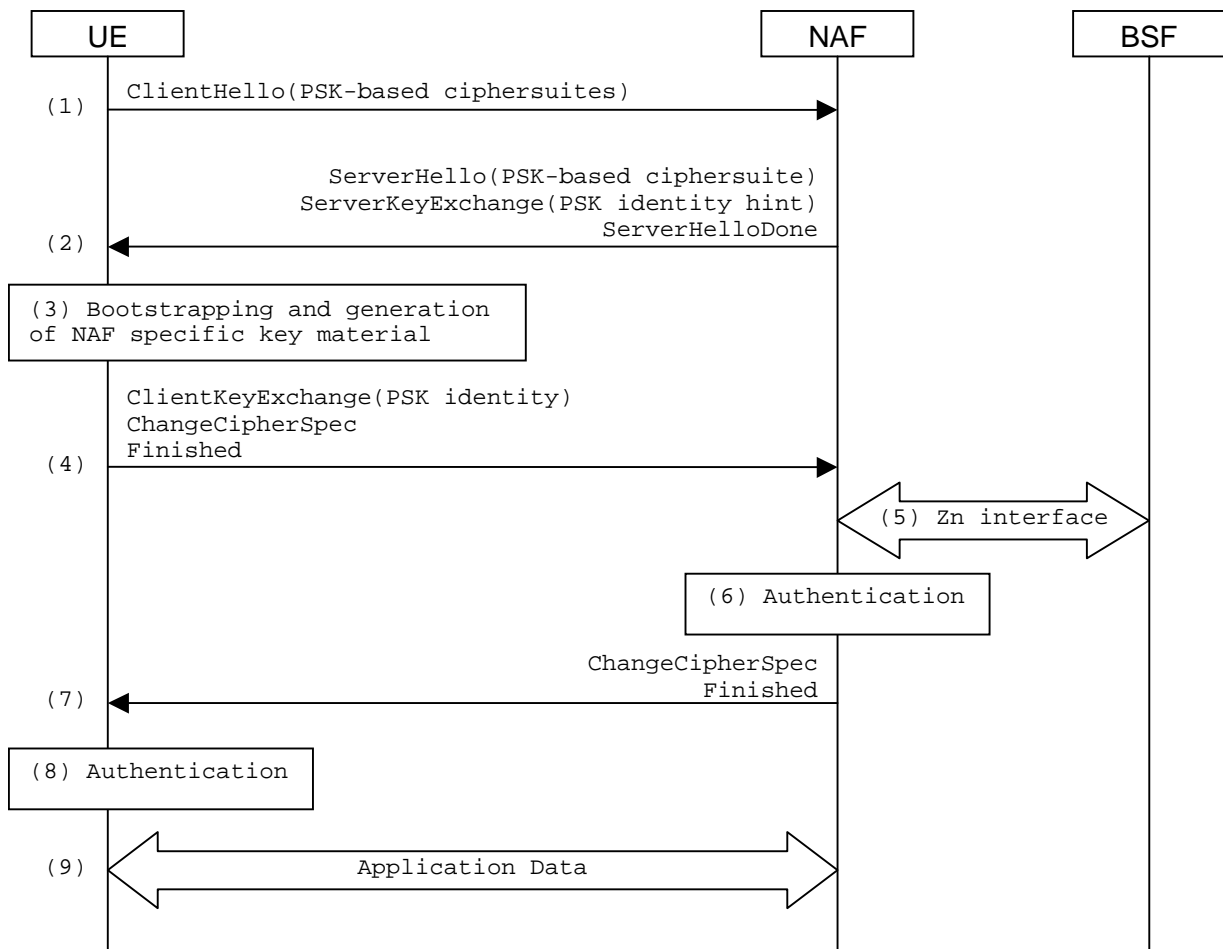 UE
NAF
BSF
(1)
ClientHello(PSK-based ciphersuites)
ServerHello(PSK-based ciphersuite)
ServerKeyExchange(PSK identity hint)
ServerHelloDone
(2)
(3) Bootstrapping and generation
of NAF specific key material
ClientKeyExchange(PSK identity)
ChangeCipherSpec
Finished
(4)
(5) Zn interface
(6) Authentication
ChangeCipherSpec
Finished
(7)
(8) Authentication
(9)
Application Data